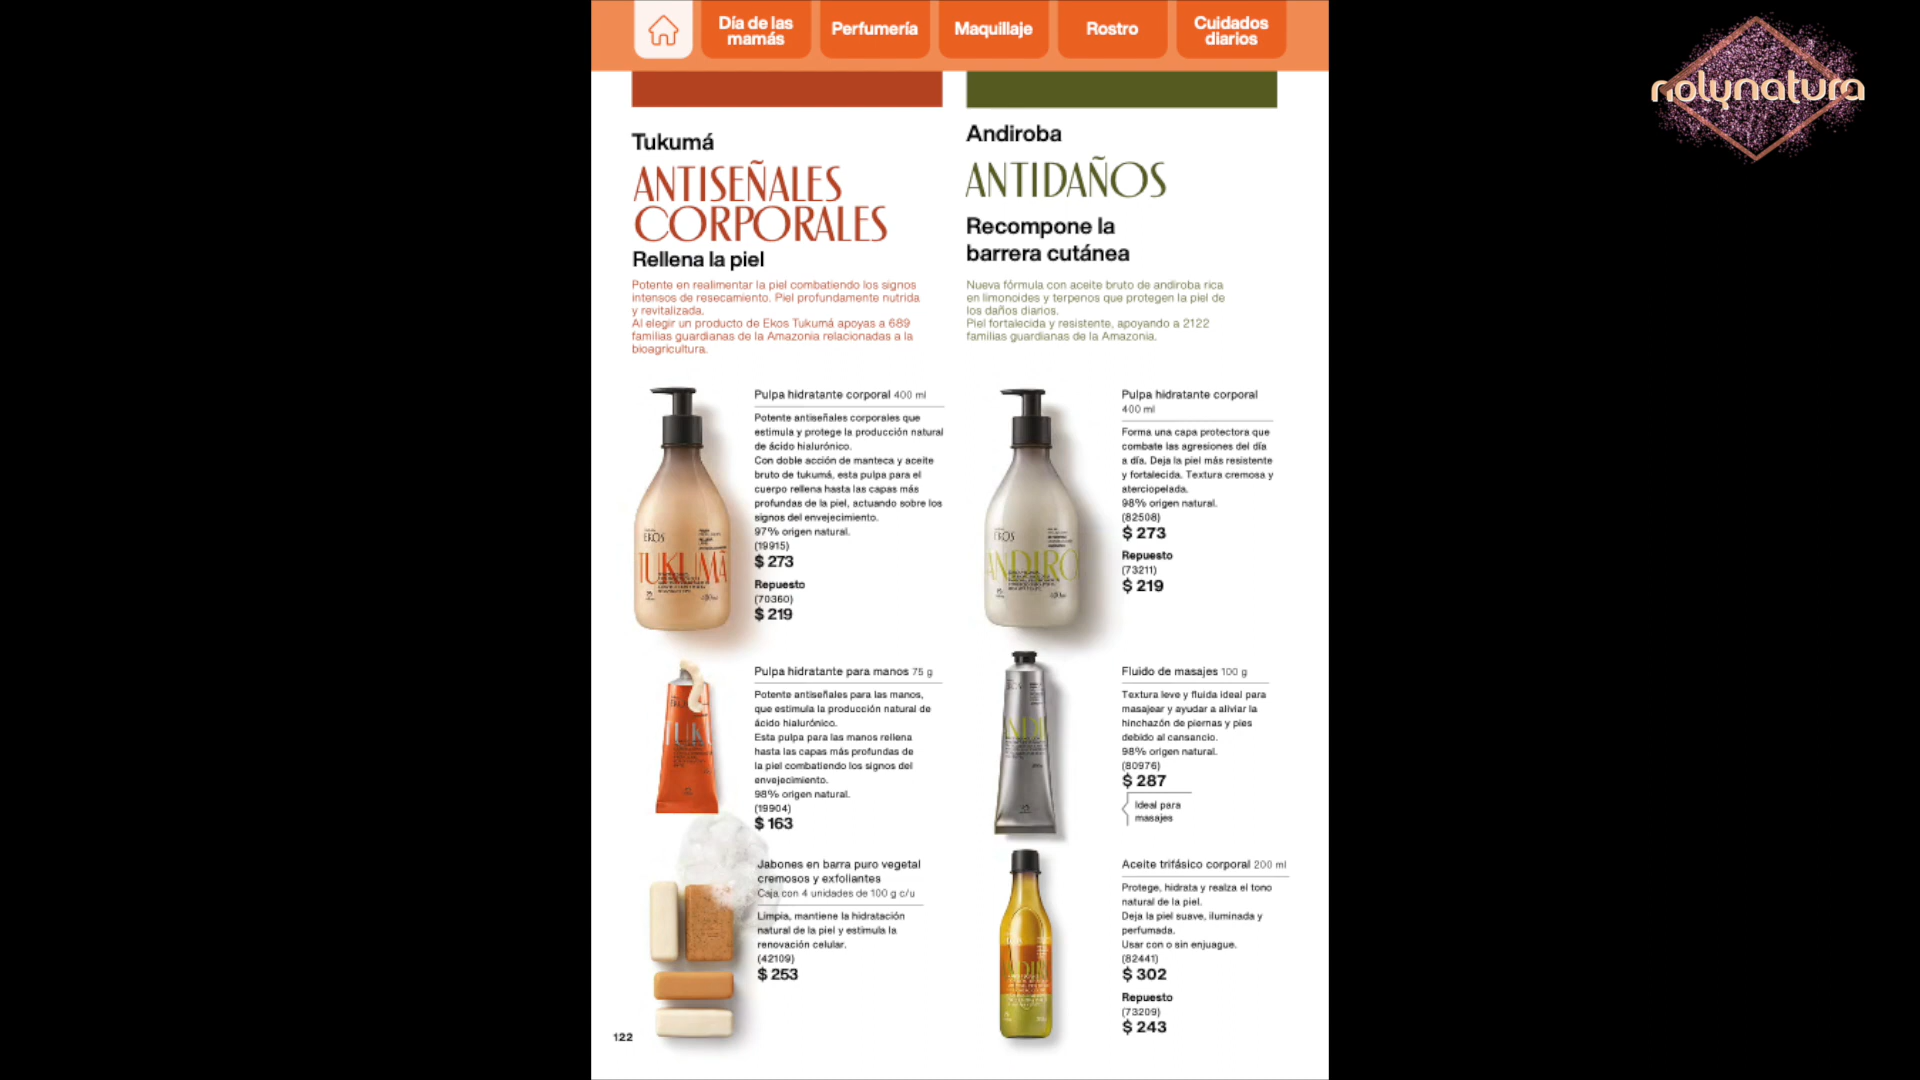 Día de las
mamás
Perfumería
Maquillaje
Rostro
Cuidados
diarios
nolynatura
Tukumá
ANTISEÑALES
CORPORALES
Rellena la piel
Potente en realimentar la piel combatiendo los signos
intensos de resecamiento. Piel profundamente nutrida
y revitalizada.
Al elegir un producto de Ekos Tukumá apoyas a 689
familias guardianas de la Amazonia relacionadas a la
bioagricultura.
Pulpa hidratante corporal 400 ml
Potente antiseñales corporales que
estimula y protege la producción natural
de ácido hialurónico.
Con doble acción de manteca y aceite
bruto de tukumá, esta pulpa para el
cuerpo rellena hasta las capas más
profundas de la piel, actuando sobre los
signos del envejecimiento.
97% origen natural.
(19915)
$ 273
Repuesto
(70360)
$ 219
EKOS
TUKUMÃ
Pulpa hidratante para manos 75 g
Potente antiseñales para las manos,
que estimula la producción natural de
ácido hialurónico.
Esta pulpa para las manos rellena
hasta las capas más profundas de
la piel combatiendo los signos del
envejecimiento.
98% origen natural.
(19904)
$ 163
Jabones en barra puro vegetal
cremosos y exfoliantes
Caja con 4 unidades de 100 g c/u
Limpia, mantiene la hidratación
natural de la piel y estimula la
renovación celular.
(42109)
$ 253
122
Andiroba
ANTIDAÑOS
Recompone la
barrera cutánea
Nueva fórmula con aceite bruto de andiroba rica
en limonoides y terpenos que protegen la piel de
los daños diarios.
Piel fortalecida y resistente, apoyando a 2122
familias guardianas de la Amazonia.
Pulpa hidratante corporal
400 ml
Forma una capa protectora que
combate las agresiones del día
a día. Deja la piel más resistente
y fortalecida. Textura cremosa y
aterciopelada.
98% origen natural.
(82508)
$ 273
Repuesto
(73211)
$ 219
EKOS
ANDIRO
Fluido de masajes 100 g
Textura leve y fluida ideal para
masajear y ayudar a aliviar la
hinchazón de piernas y pies
debido al cansancio.
98% origen natural.
(80976)
$ 287
Ideal para
masajes
Aceite trifásico corporal 200 ml
Protege, hidrata y realza el tono
natural de la piel.
Deja la piel suave, iluminada y
perfumada.
Usar con o sin enjuague.
(82441)
$ 302
Repuesto
(73209)
$ 243